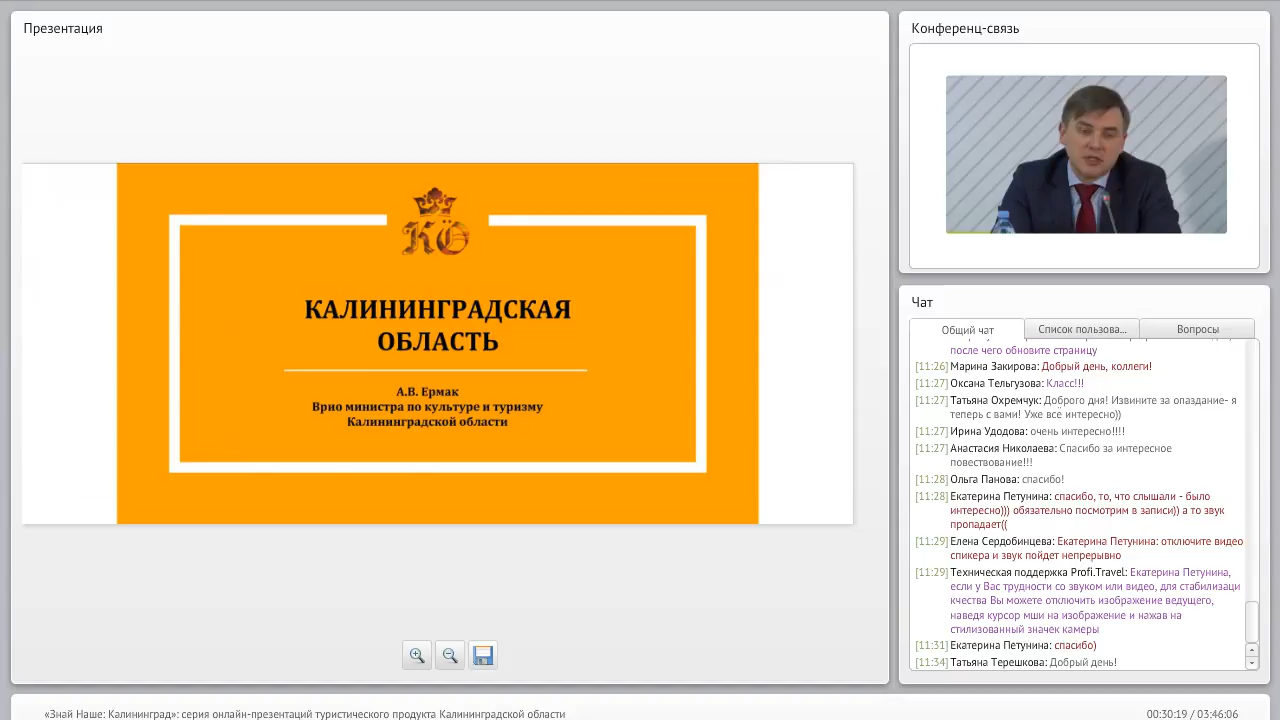 Презентация
КÖ
КАЛИНИНГРАДСКАЯ
ОБЛАСТЬ
А.В. Ермак
Врио министра по культуре и туризму
Калининградской области
Конференц-связь
Чат
Общий чат
Список пользова...
Вопросы
после чего обновите страницу
[11:26] Марина Закирова: Добрый день, коллеги!
[11:27] Оксана Тельгузова: Класс!!!
[11:27] Татьяна Охремчук: Доброго дня! Извините за опаздание- я
теперь с вами! Уже всё интересно))
[11:27] Ирина Удодова: очень интересно!!!!
[11:27] Анастасия Николаева: Спасибо за интересное
повествование!!!
[11:28] Ольга Панова: спасибо!
[11:28] Екатерина Петунина: спасибо, то, что слышали - было
интересно))) обязательно посмотрим в записи)) а то звук
пропадает((
[11:29] Елена Сердобинцева: Екатерина Петунина: отключите видео
спикера и звук пойдет непрерывно
[11:29] Техническая поддержка Profi.Travel: Екатерина Петунина,
если у Вас трудности со звуком или видео, для стабилизаци
кчества Вы можете отключить изображение ведущего,
наведя курсор мши на изображение и нажав на
стилизованный значек камеры
[11:31] Екатерина Петунина: спасибо)
[11:34] Татьяна Терешкова: Добрый день!
«Знай Наше: Калининград»: серия онлайн-презентаций туристического продукта Калининградской области
00:30:19 / 03:46:06